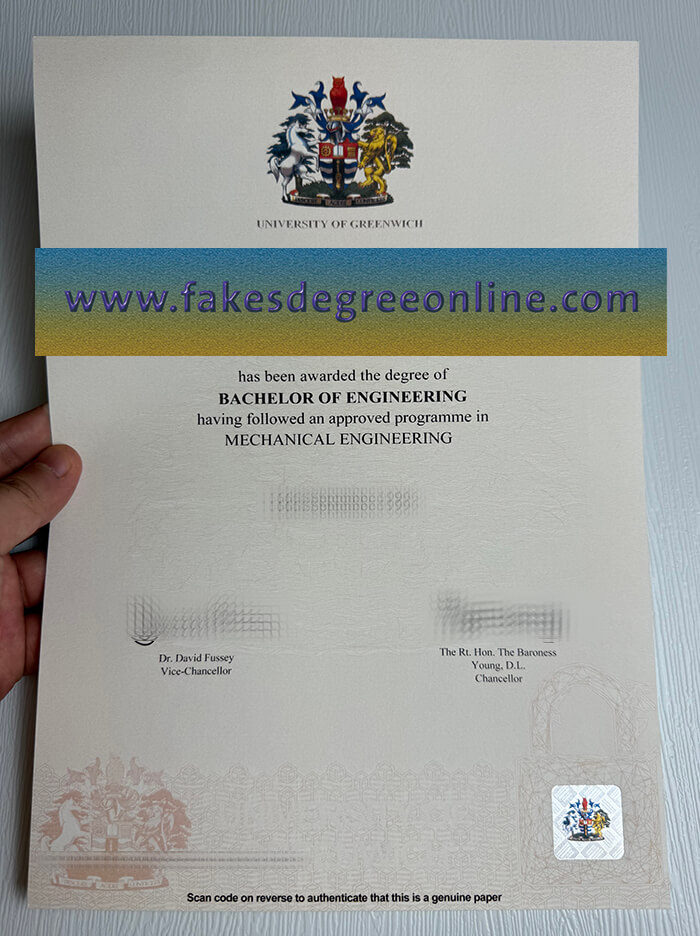 UNIVERSITY OF GREENWICH
www.fakesdegreeonline.com
has been awarded the degree of
BACHELOR OF ENGINEERING
having followed an approved programme in
MECHANICAL ENGINEERING
Dr. David Fussey
Vice-Chancellor
The Rt. Hon. The Baroness
Young, D.L.
Chancellor
Scan code on reverse to authenticate that this is a genuine paper